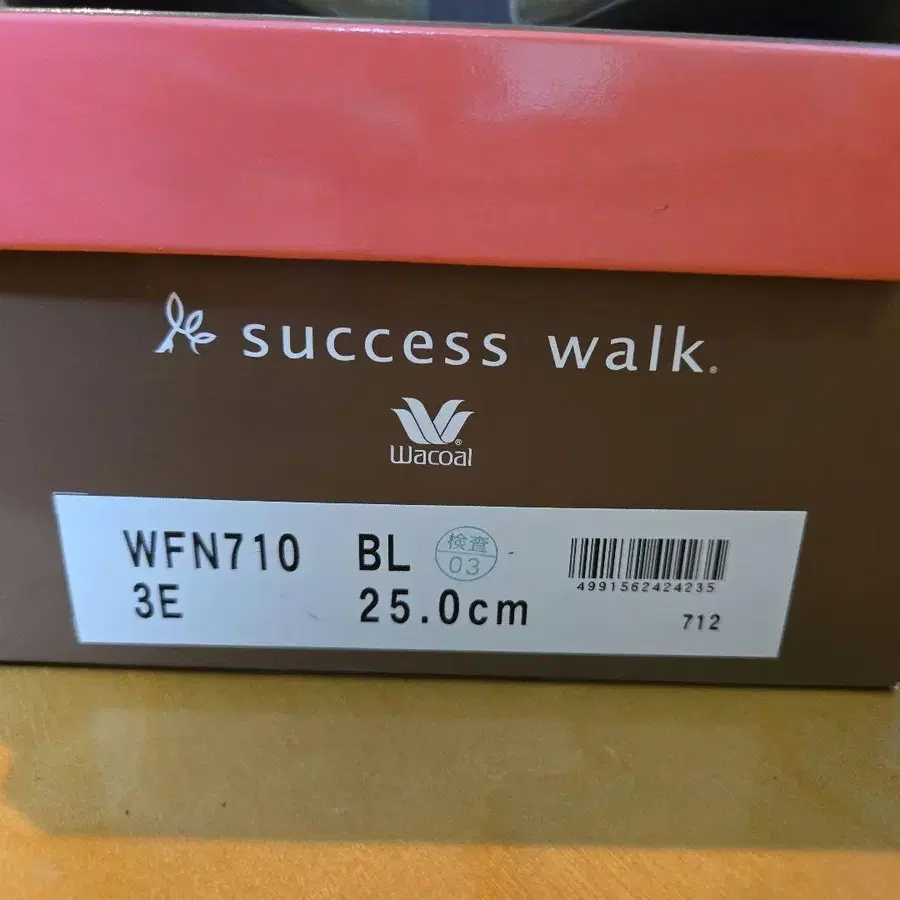 success walk®
Wacoal®
WFN710 BL 検査 03
3E 25.0cm
4991562424235
712